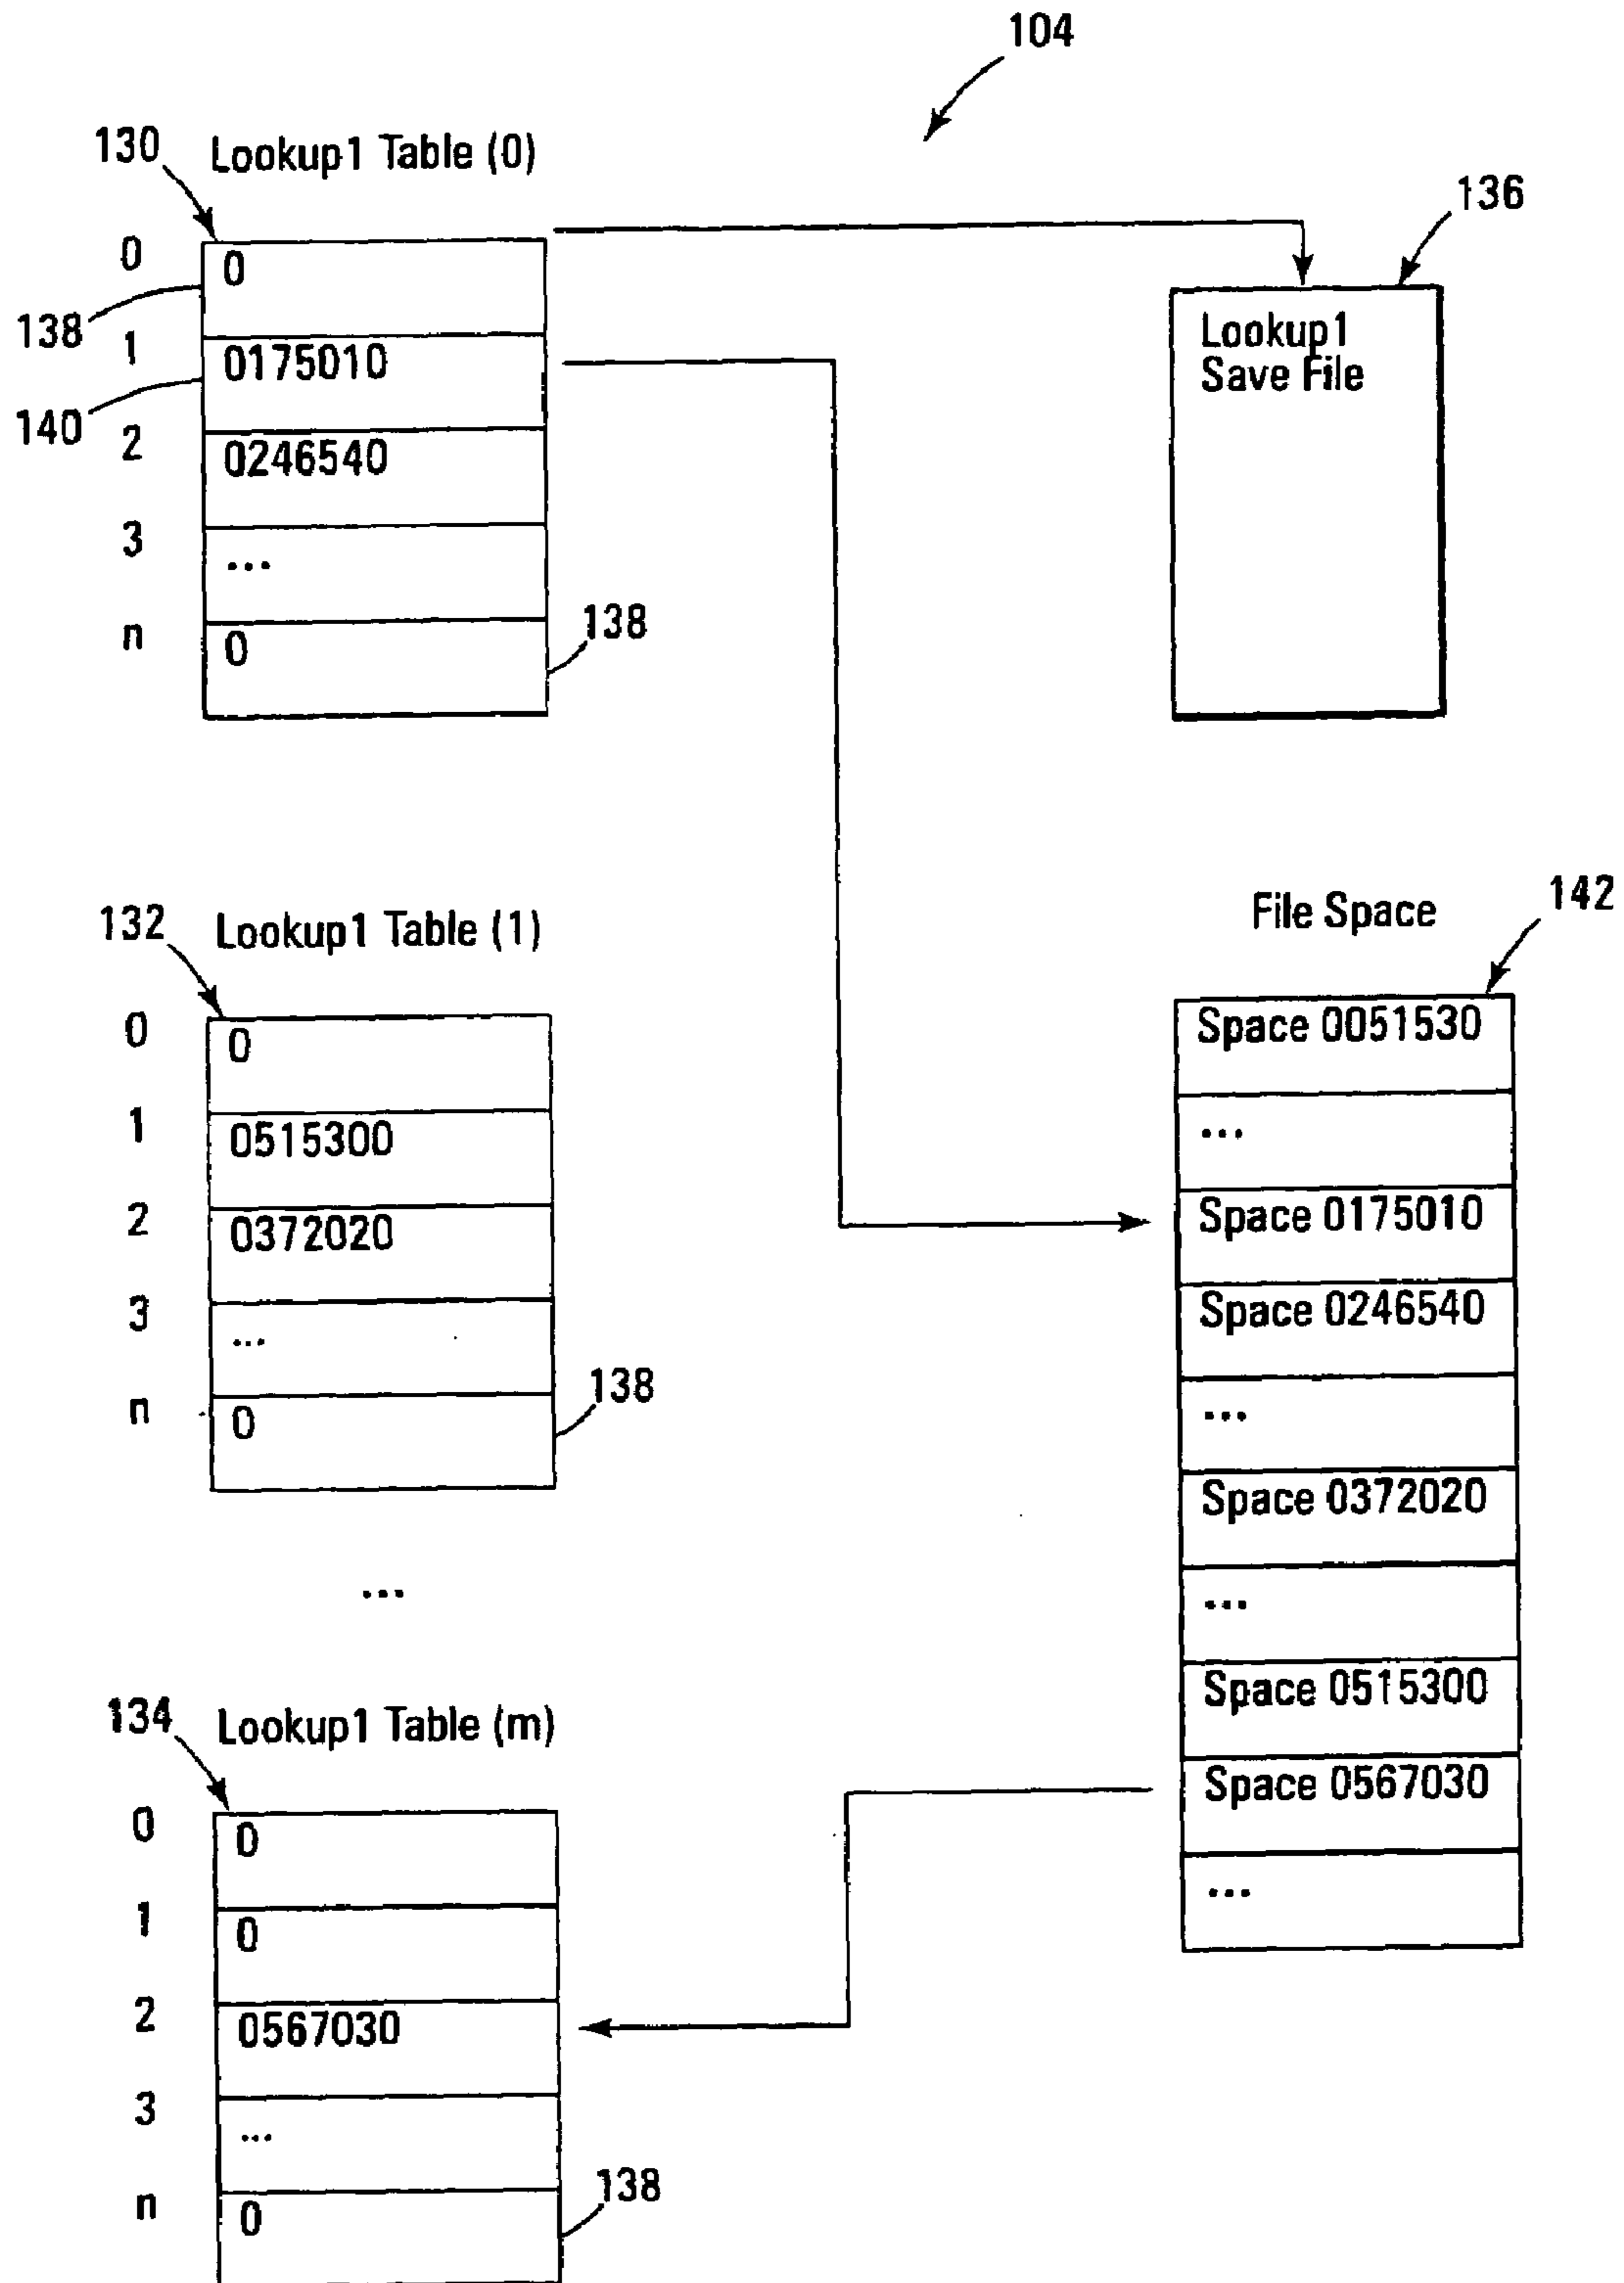 104
130
Lookup1 Table (0)
136
0
0
138
1
0175010
140
2
0246540
3
...
n
0
138
Lookup1
Save File
132
Lookup1 Table (1)
0
0
1
0515300
2
0372020
3
...
n
0
138
...
134
Lookup1 Table (m)
0
0
1
0
2
0567030
3
...
n
0
138
File Space
142
Space 0051530
...
Space 0175010
Space 0246540
...
Space 0372020
...
Space 0515300
Space 0567030
...